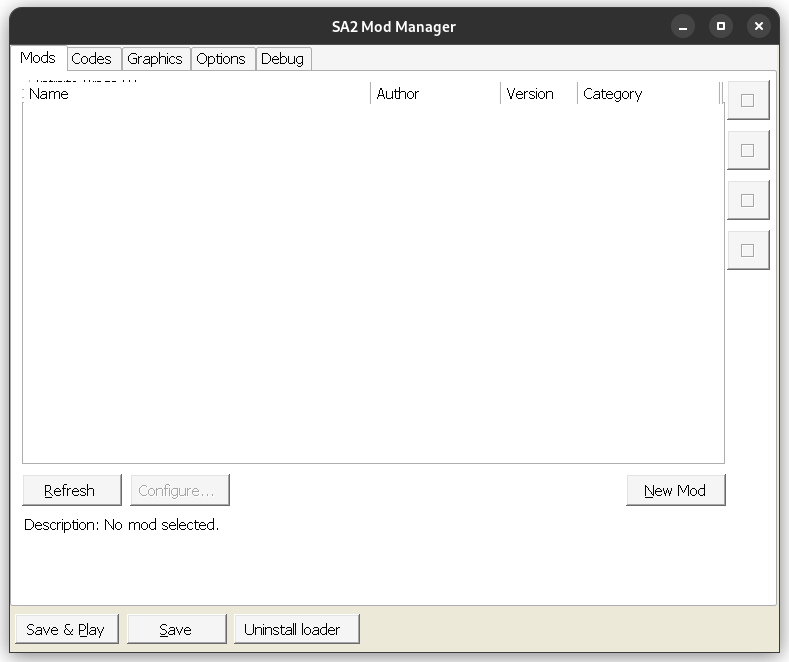 SA2 Mod Manager
Mods Codes Graphics Options Debug
Name Author Version Category
Refresh Configure... New Mod
Description: No mod selected.
Save & Play Save Uninstall loader